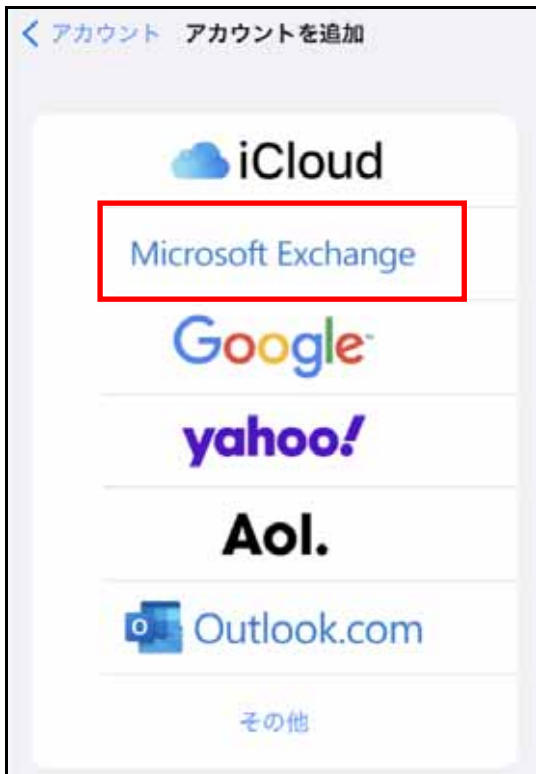 アカウント アカウントを追加
iCloud
Microsoft Exchange
Google
yahoo!
Aol.
Outlook.com
その他